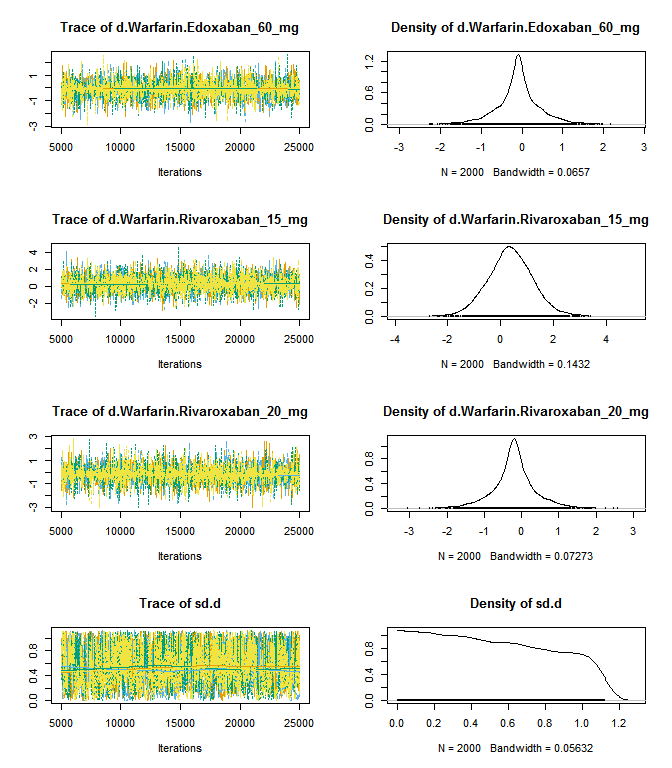 Trace of d.Warfarin.Edoxaban_60_mg
1
-1
-3
5000 10000 15000 20000 25000
Iterations
Density of d.Warfarin.Edoxaban_60_mg
1.2
0.6
0.0
-3 -2 -1 0 1 2 3
N = 2000 Bandwidth = 0.0657
Trace of d.Warfarin.Rivaroxaban_15_mg
4
2
0
-2
5000 10000 15000 20000 25000
Iterations
Density of d.Warfarin.Rivaroxaban_15_mg
0.4
0.2
0.0
-4 -2 0 2 4
N = 2000 Bandwidth = 0.1432
Trace of d.Warfarin.Rivaroxaban_20_mg
3
1
-1
-3
5000 10000 15000 20000 25000
Iterations
Density of d.Warfarin.Rivaroxaban_20_mg
0.8
0.4
0.0
-3 -2 -1 0 1 2 3
N = 2000 Bandwidth = 0.07273
Trace of sd.d
0.8
0.4
0.0
5000 10000 15000 20000 25000
Iterations
Density of sd.d
0.8
0.4
0.0
0.0 0.2 0.4 0.6 0.8 1.0 1.2
N = 2000 Bandwidth = 0.05632